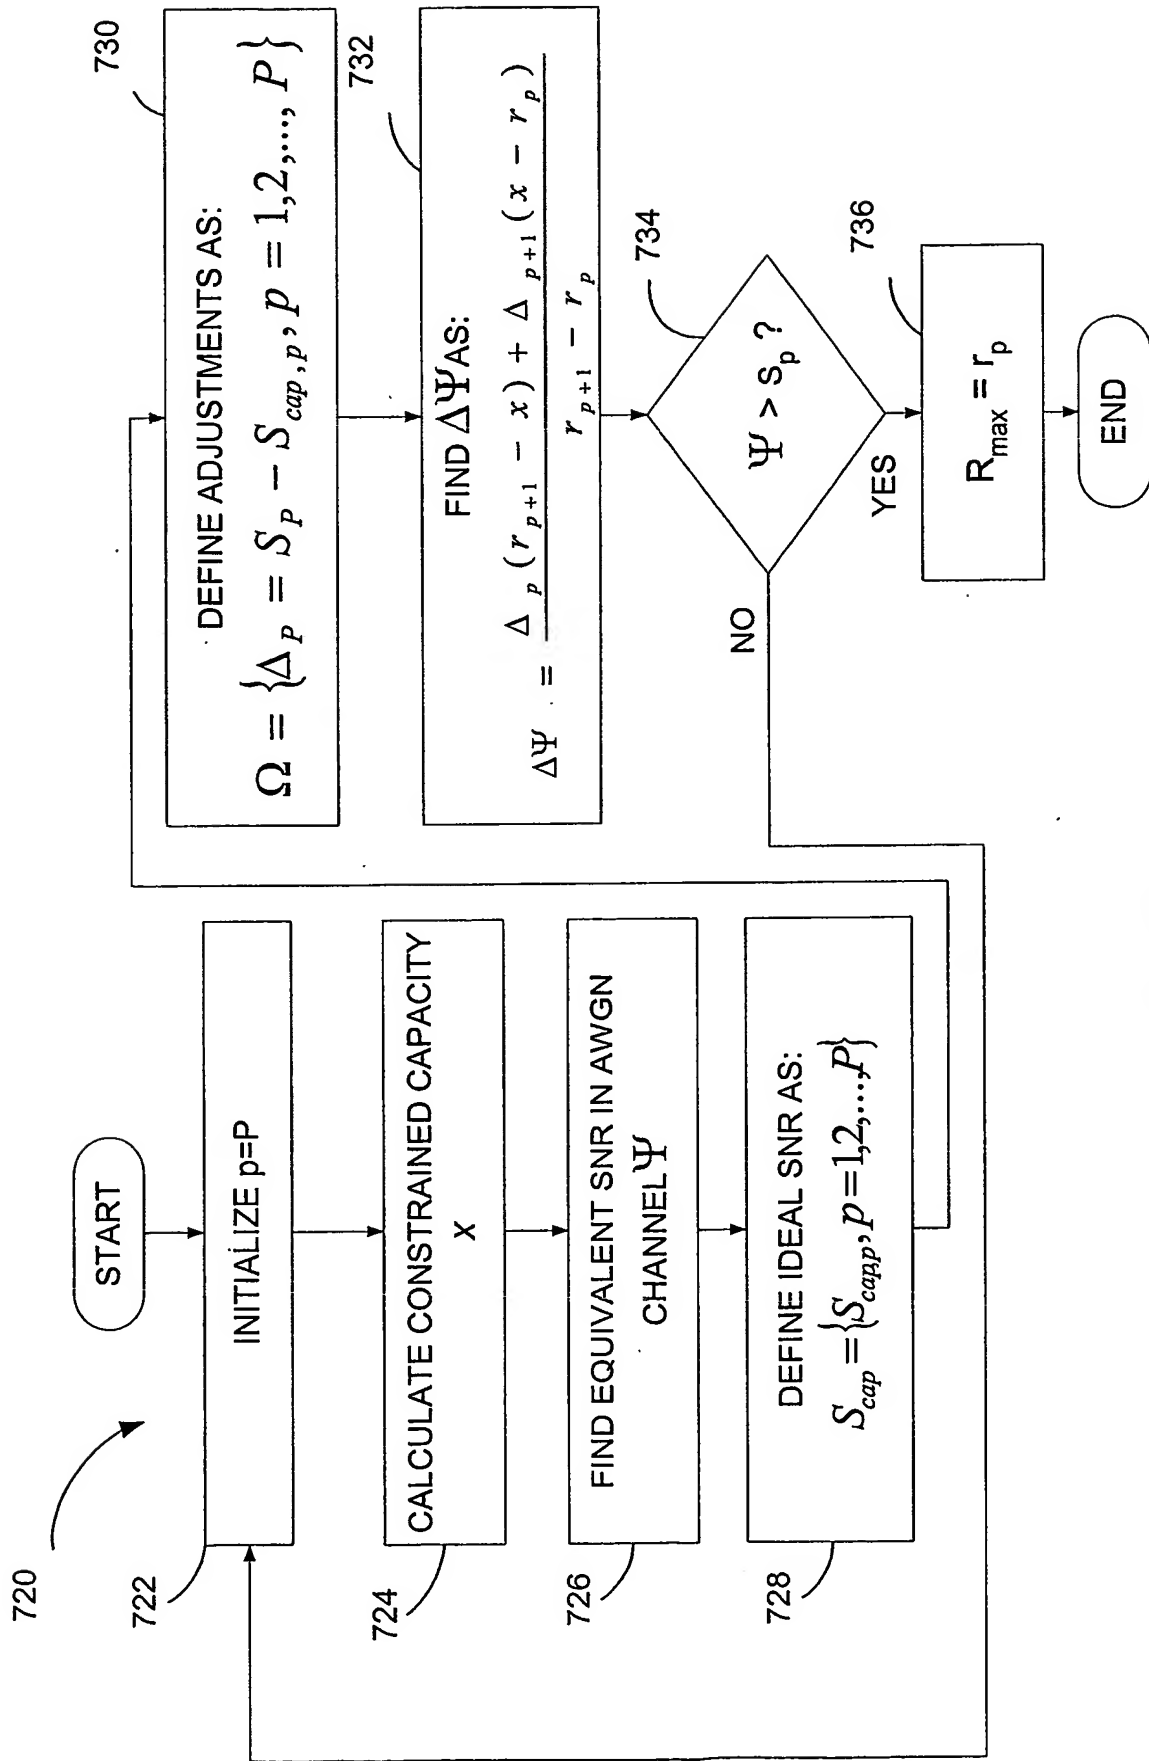 720
START
722
INITIALIZE p=P
724
CALCULATE CONSTRAINED CAPACITY
X
726
FIND EQUIVALENT SNR IN AWGN
CHANNEL Ψ
728
DEFINE IDEAL SNR AS:
S_cap = {S_cap,p, p = 1,2,...,P}
730
DEFINE ADJUSTMENTS AS:
Ω = {Δ_P = S_P − S_cap,p, p = 1,2,..., P}
732
FIND ΔΨ AS:
ΔΨ = (Δ_p (r_p+1 − x) + Δ_p+1 (x − r_p)) / (r_p+1 − r_p)
734
Ψ > s_p ?
NO
YES
736
R_max = r_p
END